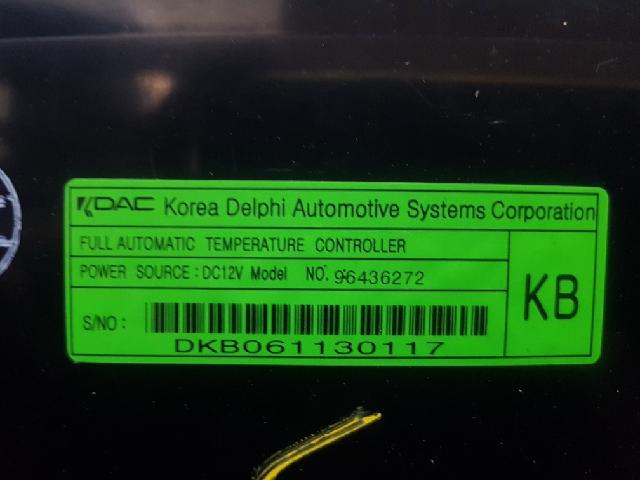 KDAC Korea Delphi Automotive Systems Corporation
FULL AUTOMATIC TEMPERATURE CONTROLLER
POWER SOURCE : DC12V Model NO. 96436272
KB
S/NO :
DKB061130117